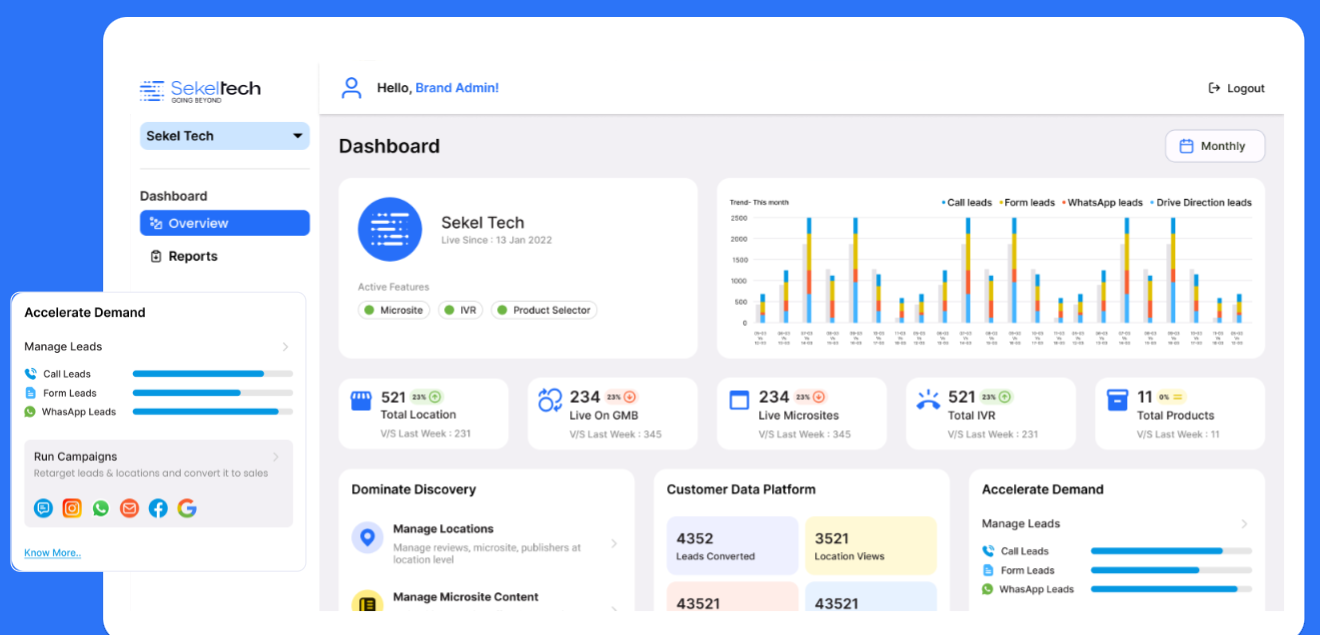 Sekeltech
GOING BEYOND
Hello, Brand Admin!
Logout
Sekel Tech
Dashboard
Overview
Reports
Dashboard
Monthly
Sekel Tech
Live Since : 13 Jan 2022
Active Features
Microsite
IVR
Product Selector
Trend- This month
Call leads
Form leads
WhatsApp leads
Drive Direction leads
2500
2000
1500
1000
500
0
521 23%
Total Location
V/S Last Week : 231
234 23%
Live On GMB
V/S Last Week : 345
234 23%
Live Microsites
V/S Last Week : 345
521 23%
Total IVR
V/S Last Week : 231
11 0%
Total Products
V/S Last Week : 11
Accelerate Demand
Manage Leads
Call Leads
Form Leads
WhasApp Leads
Run Campaigns
Retarget leads & locations and convert it to sales
Know More..
Dominate Discovery
Manage Locations
Manage reviews, microsite, publishers at
location level
Manage Microsite Content
Customer Data Platform
4352
Leads Converted
3521
Location Views
43521
43521
Accelerate Demand
Manage Leads
Call Leads
Form Leads
WhasApp Leads